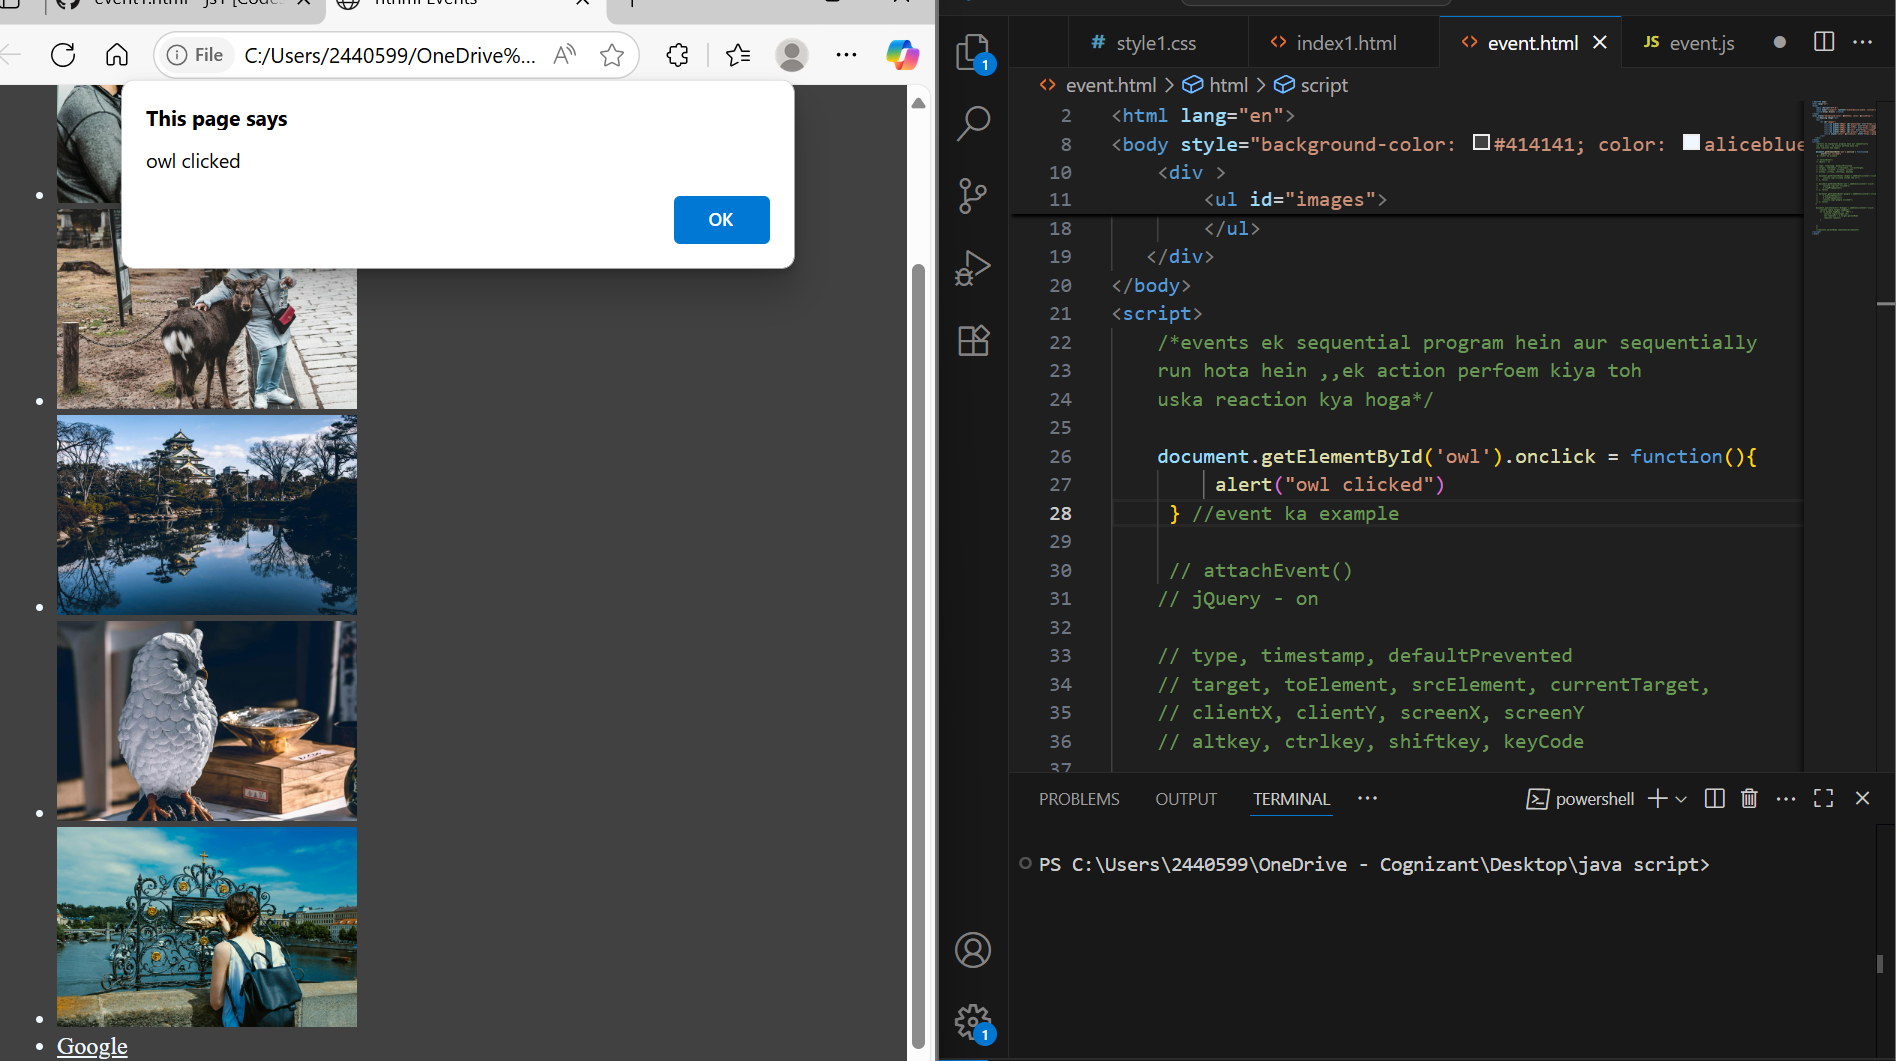 File
C:/Users/2440599/OneDrive%...
This page says
owl clicked
OK
Google
1
style1.css
index1.html
event.html
JS event.js
event.html > html > script
2 <html lang="en">
8 <body style="background-color: #414141; color: aliceblue
10 <div >
11 <ul id="images">
18 </ul>
19 </div>
20 </body>
21 <script>
22 /*events ek sequential program hein aur sequentially
23 run hota hein ,,ek action perfoem kiya toh
24 uska reaction kya hoga*/
25
26 document.getElementById('owl').onclick = function(){
27 alert("owl clicked")
28 } //event ka example
29
30 // attachEvent()
31 // jQuery - on
32
33 // type, timestamp, defaultPrevented
34 // target, toElement, srcElement, currentTarget,
35 // clientX, clientY, screenX, screenY
36 // altkey, ctrlkey, shiftkey, keyCode
37
PROBLEMS OUTPUT TERMINAL ... powershell
PS C:\Users\2440599\OneDrive - Cognizant\Desktop\java script>
1